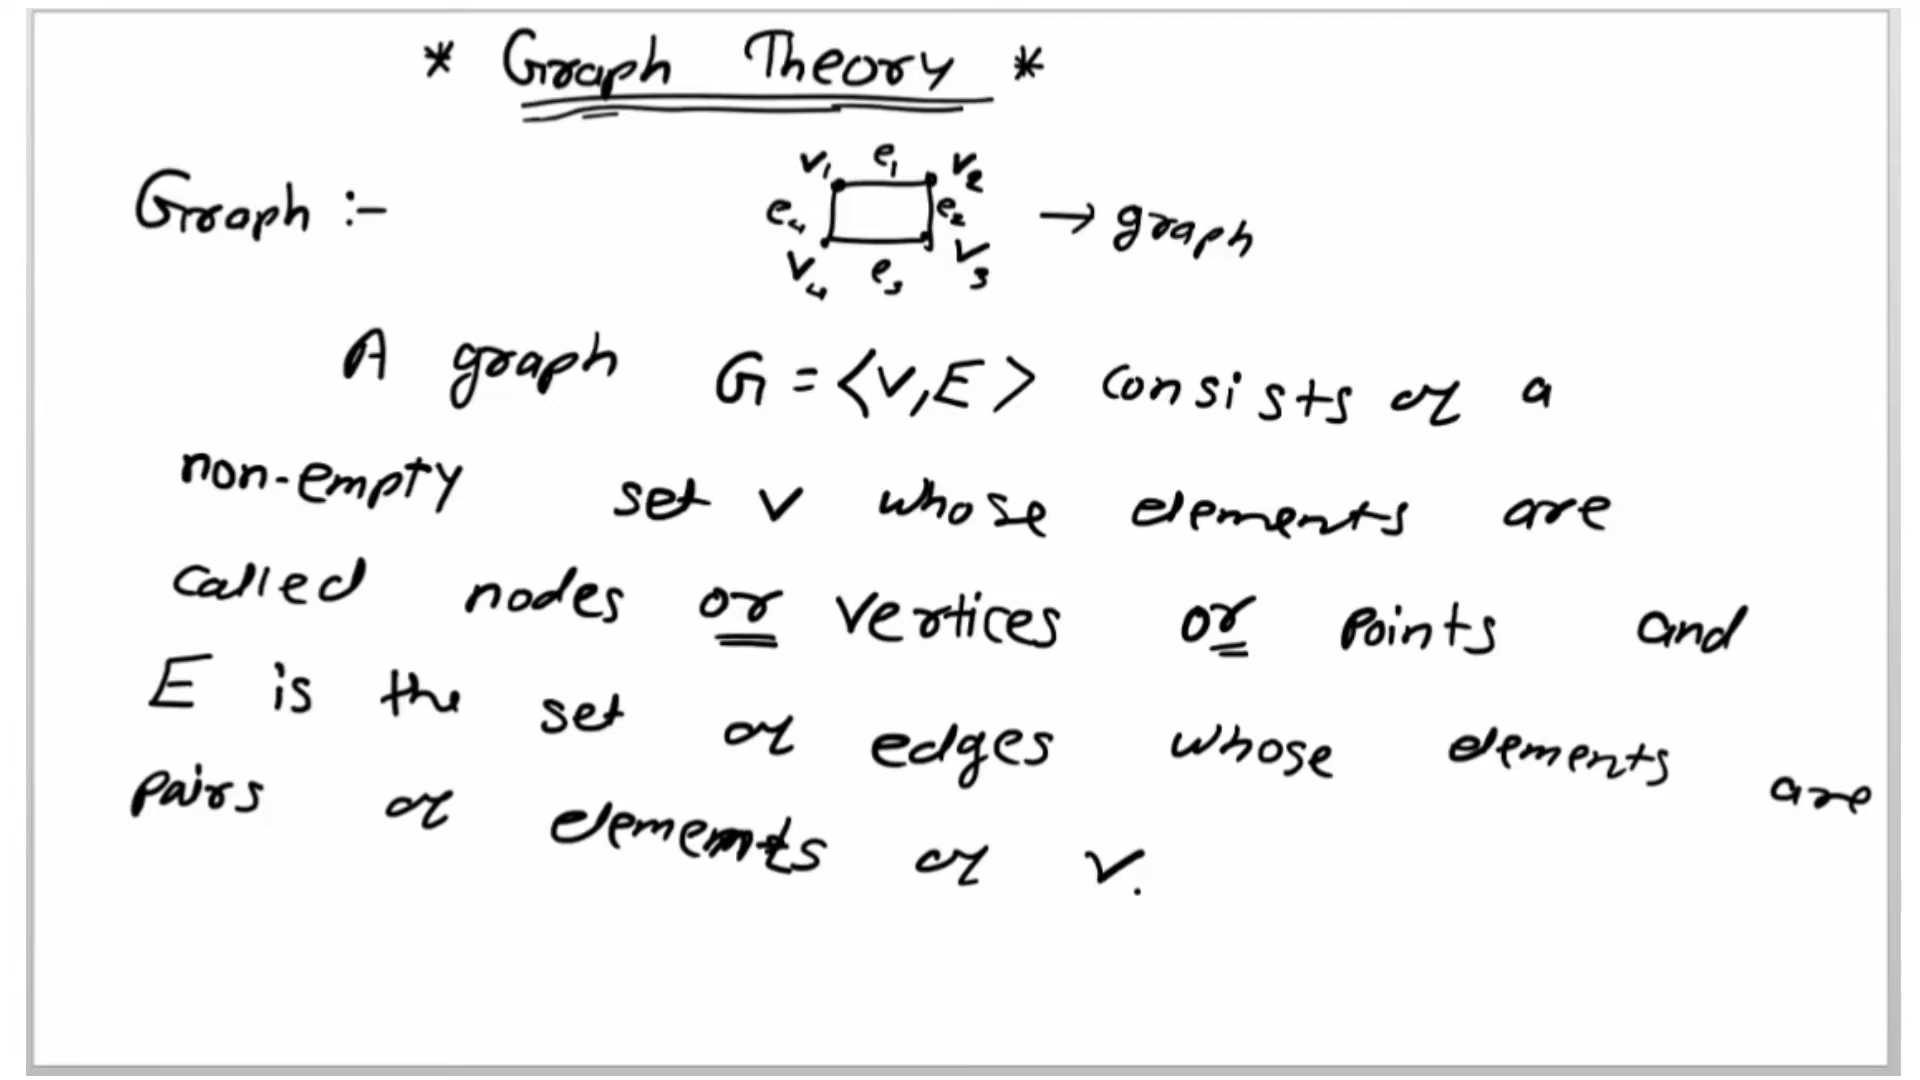 * Graph Theory *
Graph :-
v1 e1 v2
e4 e2 → graph
v4 e3 v3
A graph G = <V, E> consists of a
non-empty set V whose elements are
called nodes or vertices or points and
E is the set of edges whose elements are
pairs of elements of V.